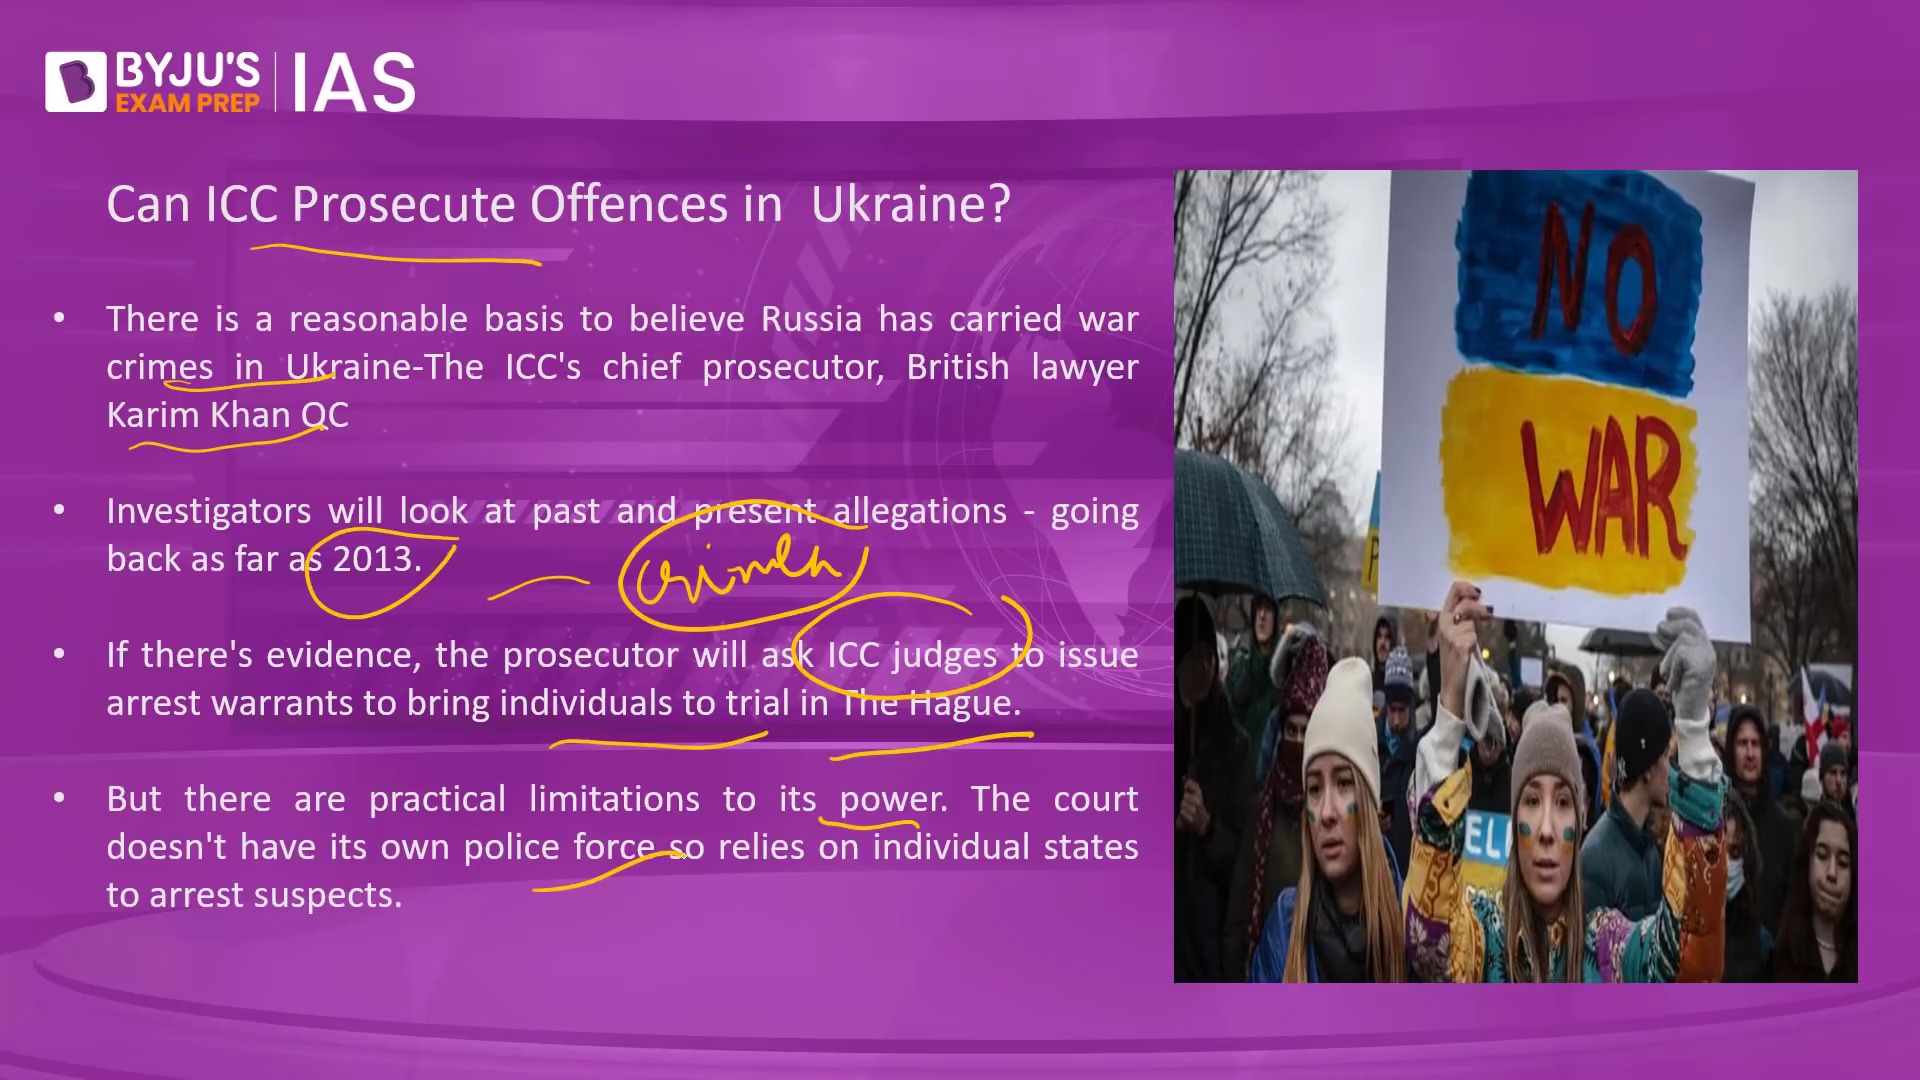 BYJU'S
EXAM PREP
IAS
Can ICC Prosecute Offences in Ukraine?
• There is a reasonable basis to believe Russia has carried war
crimes in Ukraine-The ICC's chief prosecutor, British lawyer
Karim Khan QC
• Investigators will look at past and present allegations - going
back as far as 2013.
• If there's evidence, the prosecutor will ask ICC judges to issue
arrest warrants to bring individuals to trial in The Hague.
• But there are practical limitations to its power. The court
doesn't have its own police force so relies on individual states
to arrest suspects.
NO
WAR